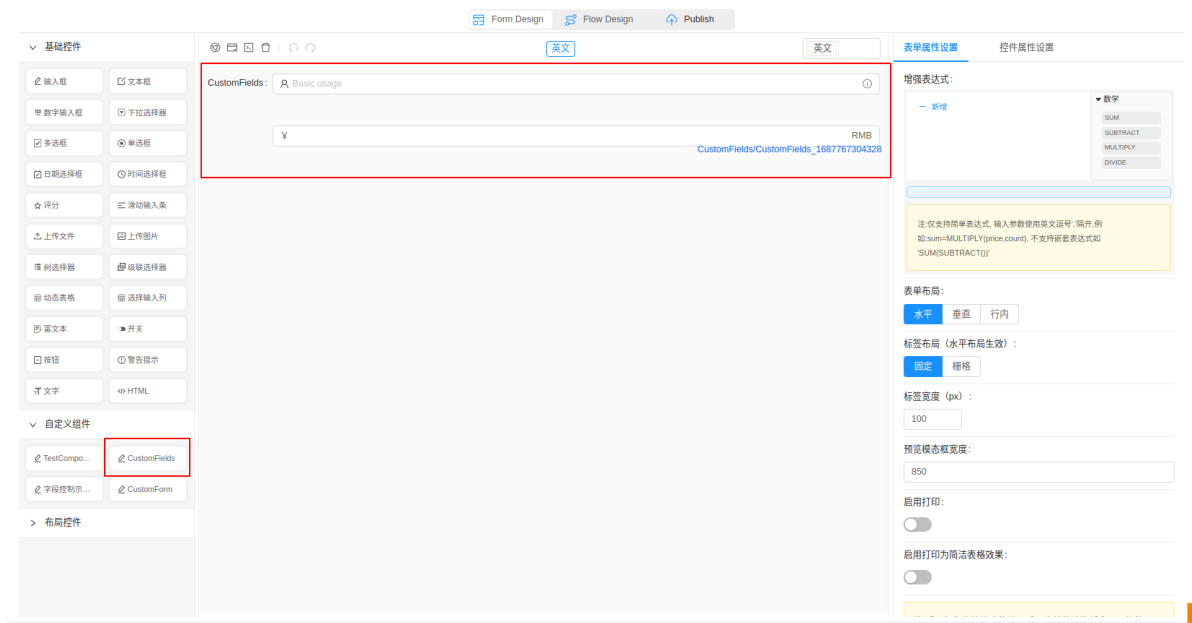 Form Design
Flow Design
Publish
基础控件
输入框
文本框
数字输入框
下拉选择器
多选框
单选框
日期选择框
时间选择框
评分
滑动输入条
上传文件
上传图片
树选择器
级联选择器
动态表格
选择输入列
富文本
开关
按钮
警告提示
文字
HTML
自定义组件
TestCompo...
CustomFields
字段控制示...
CustomForm
布局控件
英文
英文
CustomFields:
Basic usage
¥
RMB
CustomFields/CustomFields_1687767304328
表单属性设置
控件属性设置
增强表达式:
新增
数学
SUM
SUBTRACT
MULTIPLY
DIVIDE
注:仅支持简单表达式, 输入参数使用英文逗号','隔开,例
如:sum=MULTIPLY(price,count), 不支持嵌套表达式如
'SUM(SUBTRACT())'
表单布局:
水平
垂直
行内
标签布局（水平布局生效）:
固定
栅格
标签宽度（px）:
100
预览模态框宽度:
850
启用打印:
启用打印为简洁表格效果: